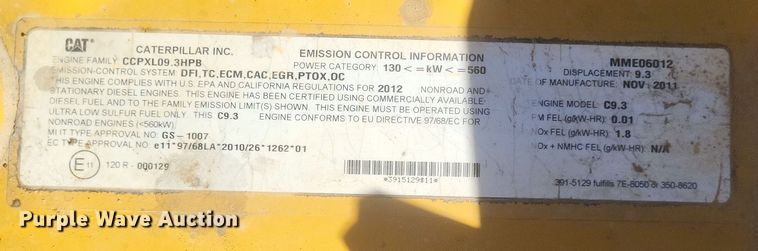 CAT CATERPILLAR INC. EMISSION CONTROL INFORMATION MME06012
ENGINE FAMILY: CCPXL09.3HPB POWER CATEGORY: 130 < =kW < =560 DISPLACEMENT: 9.3
EMISSION-CONTROL SYSTEM: DFI,TC,ECM,CAC,EGR,PTOX,OC DATE OF MANUFACTURE: NOV 2011
THIS ENGINE COMPLIES WITH U.S.EPA AND CALIFORNIA REGULATIONS FOR 2012 NONROAD AND
STATIONARY DIESEL ENGINES. THIS ENGINE HAS BEEN CERTIFIED USING COMMERCIALLY AVAILABLE ENGINE MODEL: C9.3
DIESEL FUEL AND TO THE FAMILY EMISSION LIMIT(S) SHOWN. THIS ENGINE MUST BE OPERATED USING FEL (g/kW-HR): 0.01
ULTRA LOW SULFUR FUEL ONLY. THIS C9.3 ENGINE CONFORMS TO EU DIRECTIVE 97/68/EC FOR NOx FEL (g/kW-HR): 1.8
NONROAD ENGINES (<560kW) NOx + NMHC FEL (g/kW-HR): N/A
MLIT TYPE APPROVAL NO: GS-1007
EC TYPE APPROVAL NO: e11*97/68LA*2010/26*1262*01
E11 120 R - 000129
*3915129#11*
391-5129 fulfills 7E-8050 & 350-8620
Purple Wave Auction